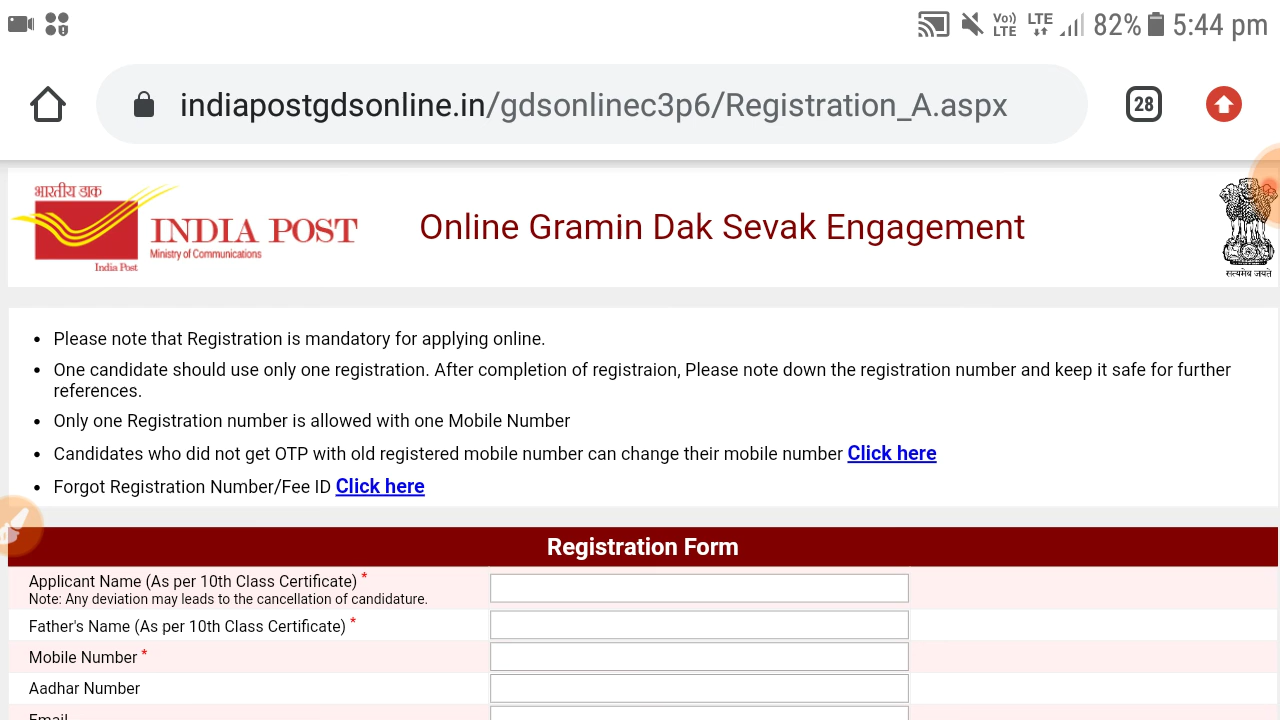 Vo))
LTE
LTE
82%
5:44 pm
indiapostgdsonline.in/gdsonlinec3p6/Registration_A.aspx
28
भारतीय डाक
INDIA POST
Ministry of Communications
India Post
Online Gramin Dak Sevak Engagement
सत्यमेव जयते
• Please note that Registration is mandatory for applying online.
• One candidate should use only one registration. After completion of registraion, Please note down the registration number and keep it safe for further
references.
• Only one Registration number is allowed with one Mobile Number
• Candidates who did not get OTP with old registered mobile number can change their mobile number Click here
• Forgot Registration Number/Fee ID Click here
Registration Form
Applicant Name (As per 10th Class Certificate) *
Note: Any deviation may leads to the cancellation of candidature.
Father's Name (As per 10th Class Certificate) *
Mobile Number *
Aadhar Number
Email